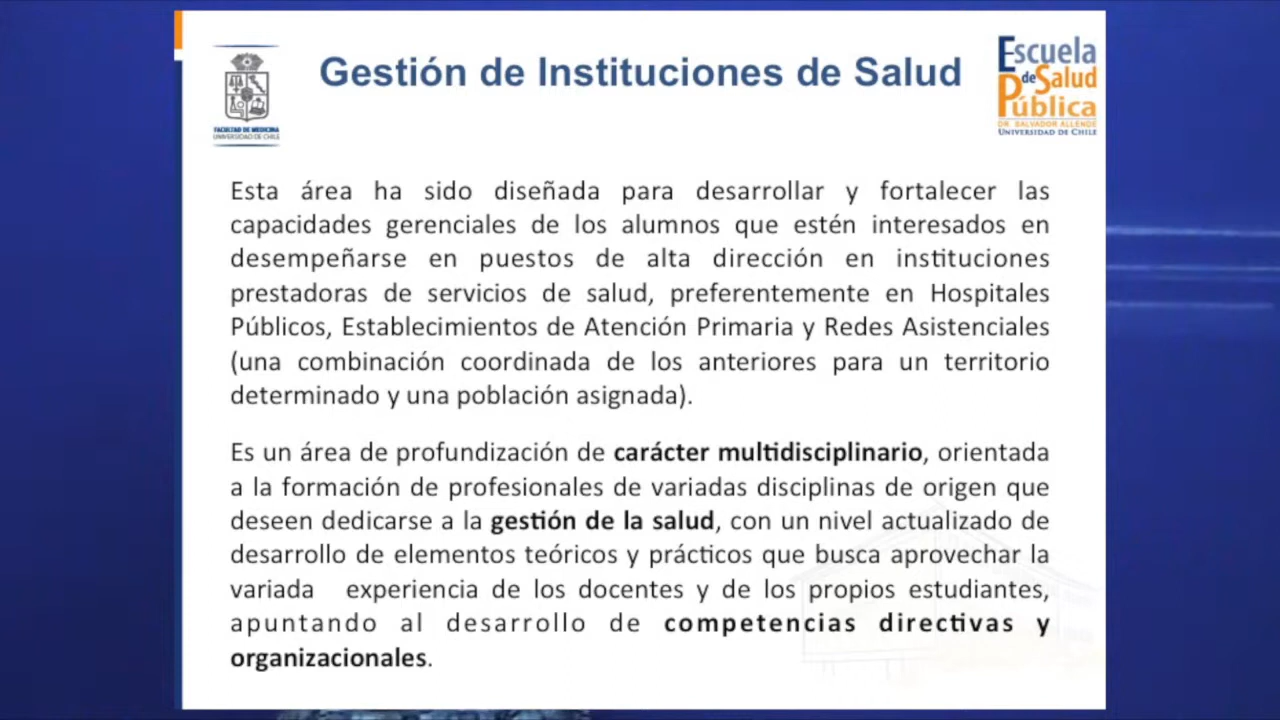 Gestión de Instituciones de Salud
FACULTAD DE MEDICINA
UNIVERSIDAD DE CHILE
Escuela
de Salud
Pública
DR. SALVADOR ALLENDE
UNIVERSIDAD DE CHILE
Esta área ha sido diseñada para desarrollar y fortalecer las
capacidades gerenciales de los alumnos que estén interesados en
desempeñarse en puestos de alta dirección en instituciones
prestadoras de servicios de salud, preferentemente en Hospitales
Públicos, Establecimientos de Atención Primaria y Redes Asistenciales
(una combinación coordinada de los anteriores para un territorio
determinado y una población asignada).
Es un área de profundización de carácter multidisciplinario, orientada
a la formación de profesionales de variadas disciplinas de origen que
deseen dedicarse a la gestión de la salud, con un nivel actualizado de
desarrollo de elementos teóricos y prácticos que busca aprovechar la
variada experiencia de los docentes y de los propios estudiantes,
apuntando al desarrollo de competencias directivas y
organizacionales.